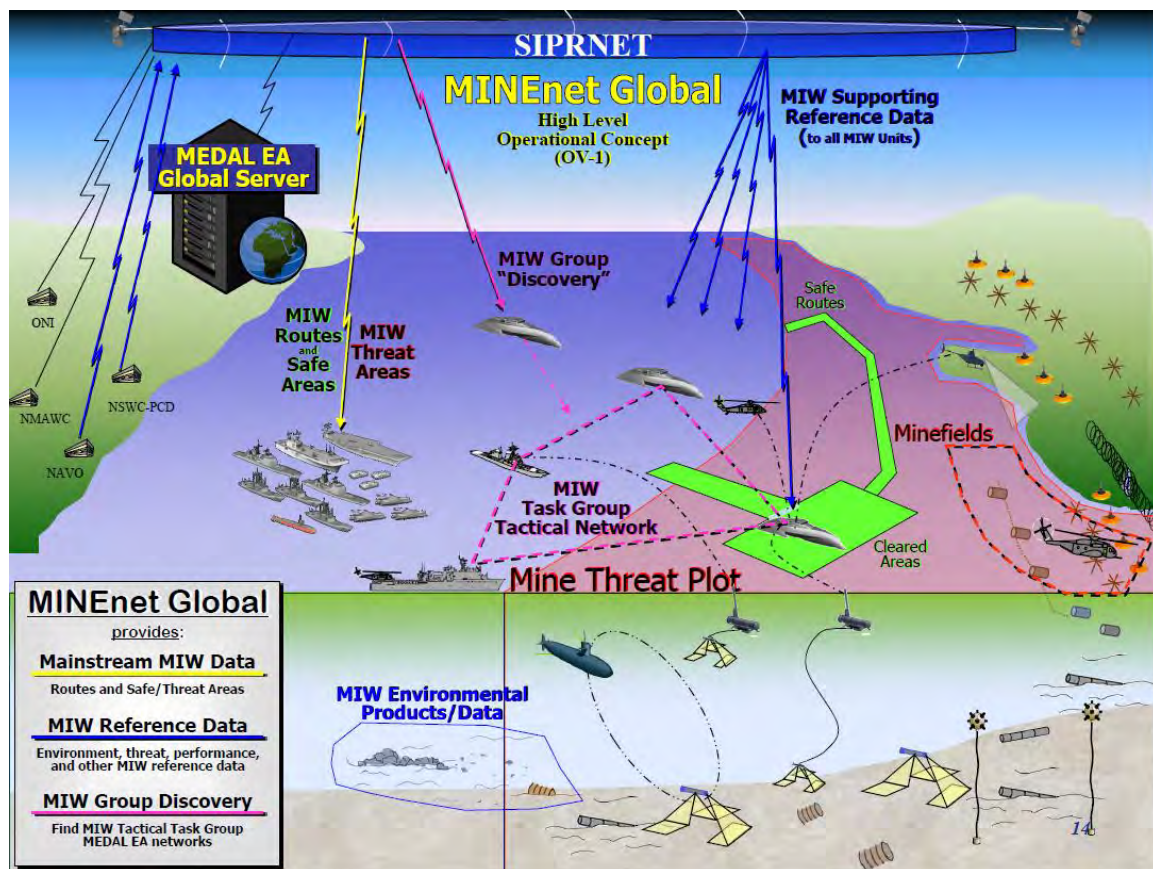 SIPRNET
MINEnet Global
High Level
Operational Concept
(OV-1)
MIW Supporting
Reference Data
(to all MIW Units)
MEDAL EA
Global Server
MIW Group
“Discovery”
Safe
Routes
ONI
MIW
Routes
and
Safe
Areas
MIW
Threat
Areas
NMAWC
NSWC-PCD
NAVO
Minefields
MIW
Task Group
Tactical Network
Cleared
Areas
Mine Threat Plot
MINEnet Global
provides:
Mainstream MIW Data
Routes and Safe/Threat Areas
MIW Reference Data
Environment, threat, performance,
and other MIW reference data
MIW Group Discovery
Find MIW Tactical Task Group
MEDAL EA networks
MIW Environmental
Products/Data
14